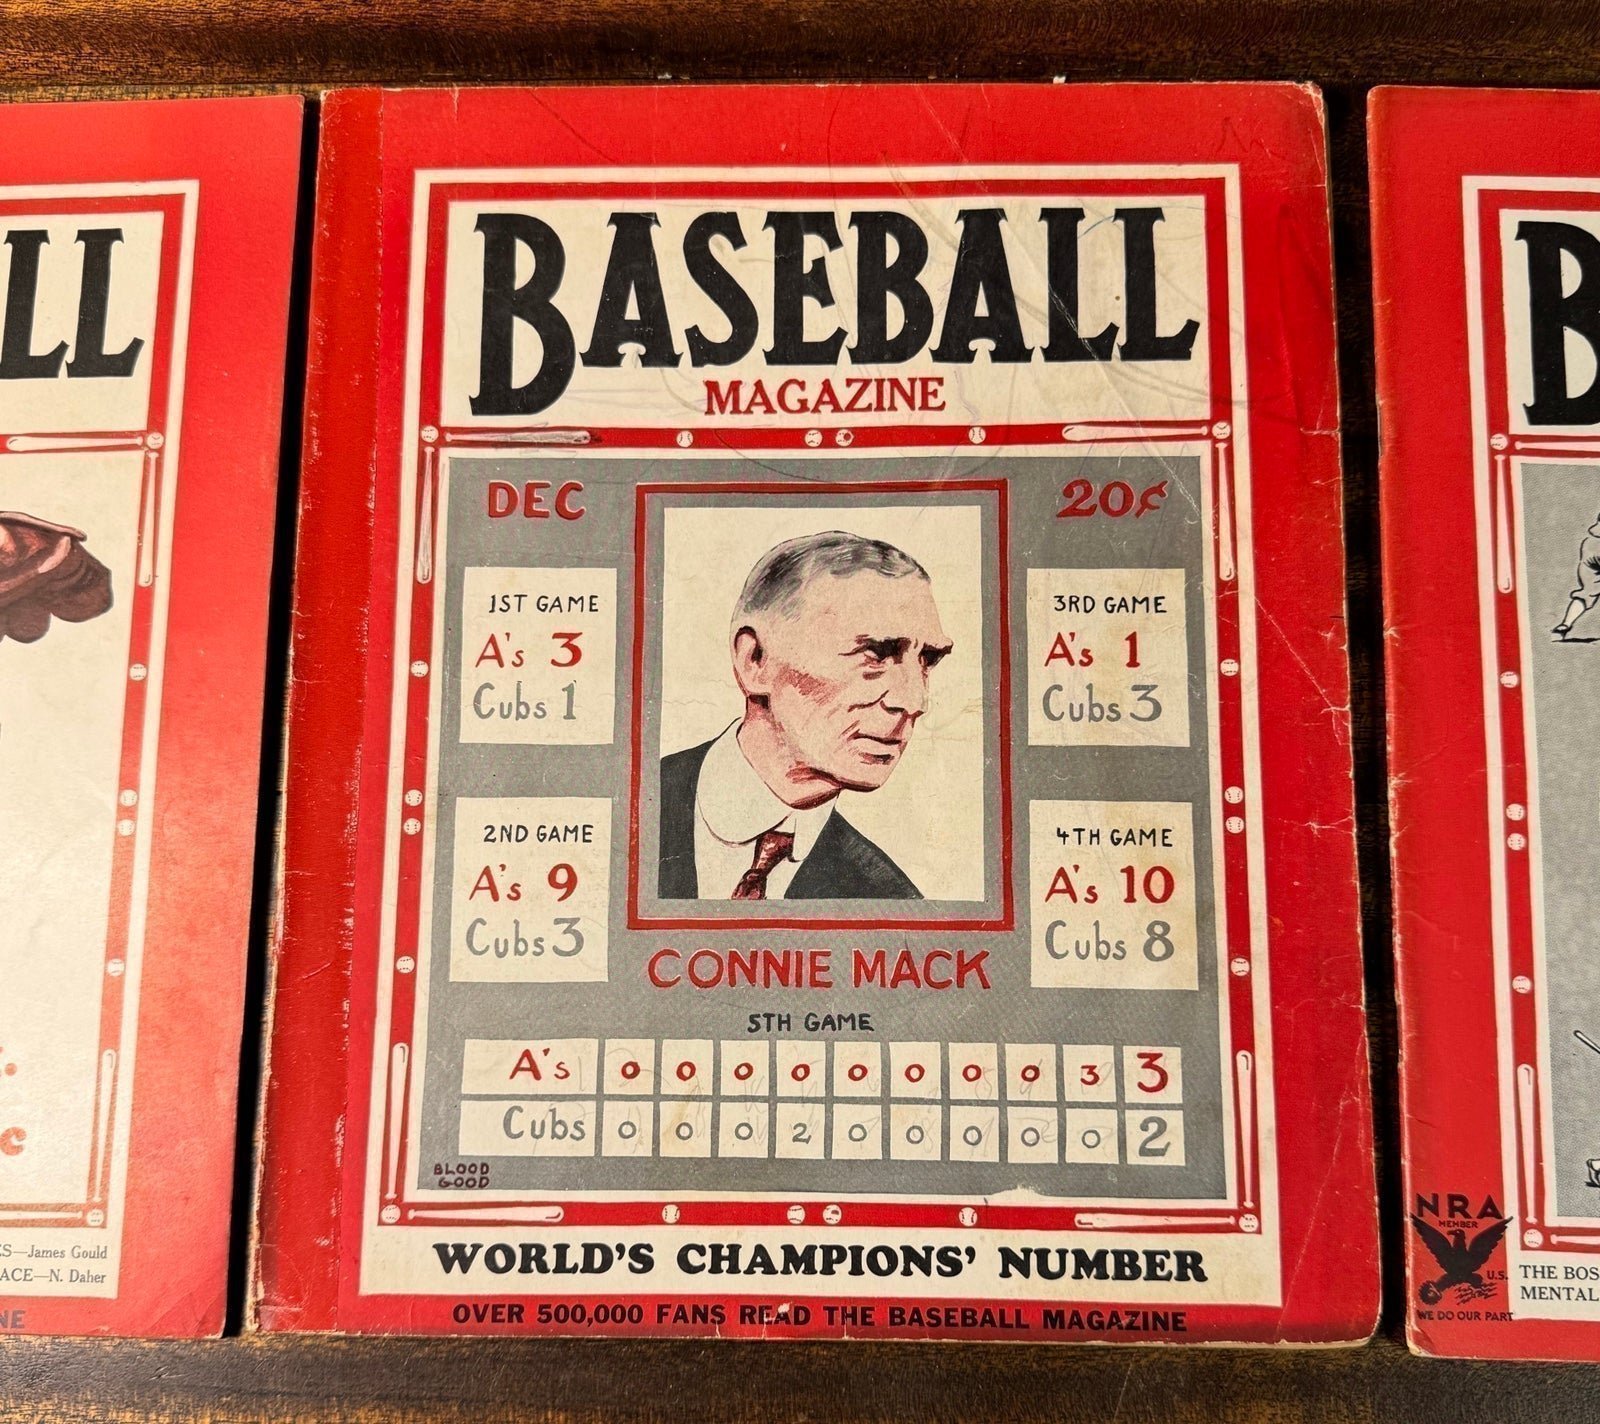 LL
ES—James Gould
ACE—N. Daher
NE
BASEBALL
MAGAZINE
DEC
20¢
1ST GAME
A's 3
Cubs 1
3RD GAME
A's 1
Cubs 3
2ND GAME
A's 9
Cubs 3
4TH GAME
A's 10
Cubs 8
CONNIE MACK
5TH GAME
A's 0 0 0 0 0 0 0 0 3 3
Cubs 0 0 0 2 0 0 0 0 0 2
BLOOD
GOOD
WORLD'S CHAMPIONS' NUMBER
OVER 500,000 FANS READ THE BASEBALL MAGAZINE
B
NRA
MEMBER
U.S.
WE DO OUR PART
THE BOS
MENTAL